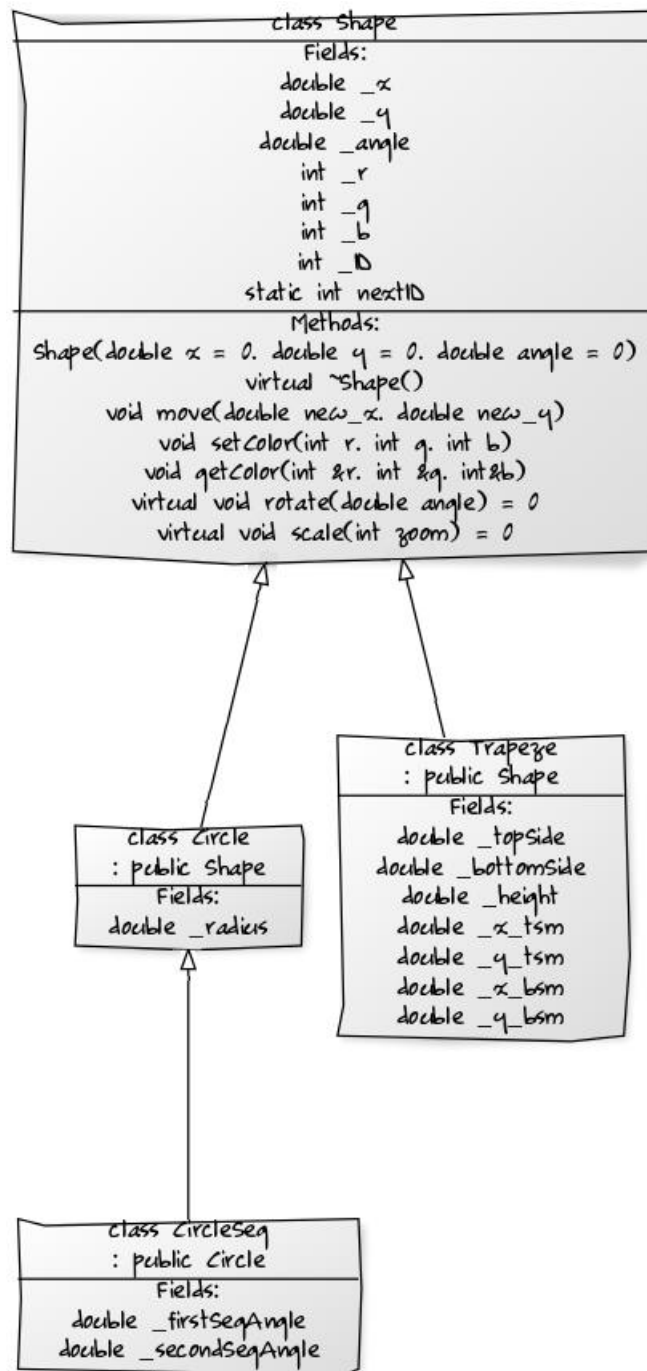 class Shape
Fields:
double _x
double _y
double _angle
int _r
int _g
int _b
int _ID
static int nextID
Methods:
Shape(double x = 0. double y = 0. double angle = 0)
virtual ~Shape()
void move(double new_x. double new_y)
void setColor(int r. int g. int b)
void getColor(int &r. int &g. int&b)
virtual void rotate(double angle) = 0
virtual void scale(int zoom) = 0
class Circle
: public Shape
Fields:
double _radius
class Trapeze
: public Shape
Fields:
double _topSide
double _bottomSide
double _height
double _x_tsm
double _y_tsm
double _x_bsm
double _y_bsm
class CircleSeg
: public Circle
Fields:
double _firstSegAngle
double _secondSegAngle